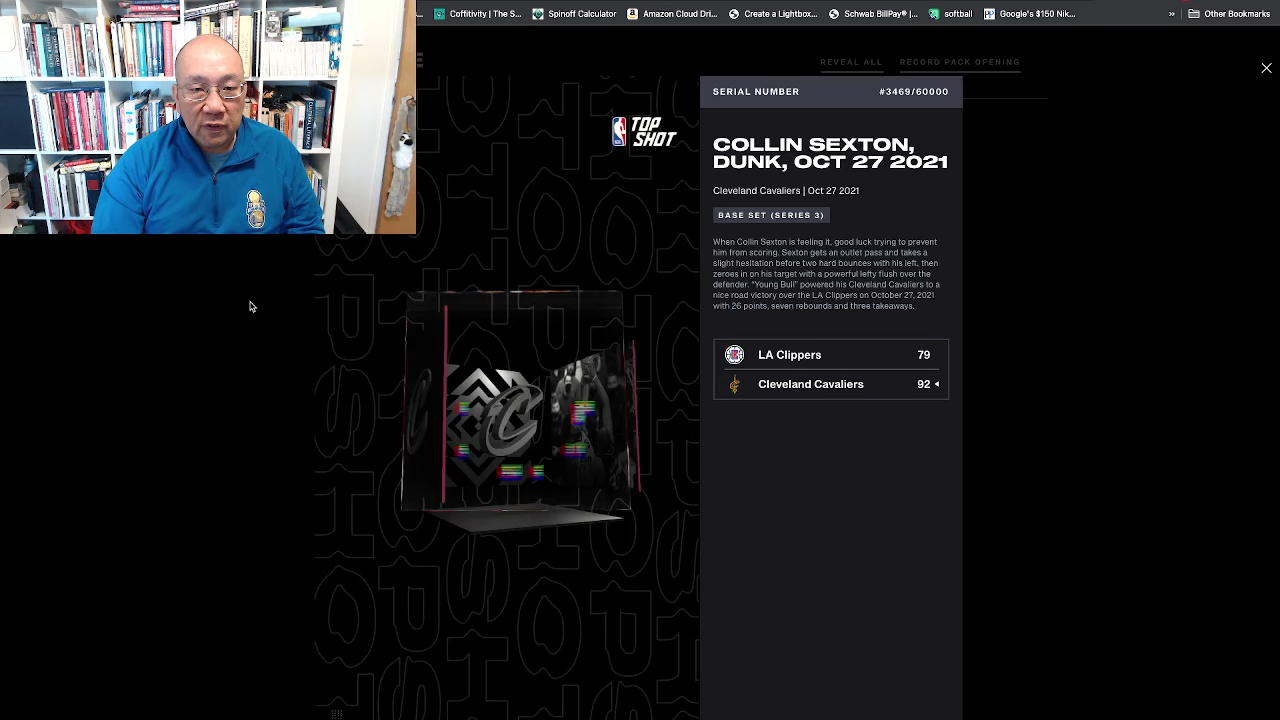 Coffitivity | The S...
Spinoff Calculator
Amazon Cloud Dri...
Create a Lightbox...
Schwab BillPay® |...
softball
Google's $150 Nik...
»
Other Bookmarks
REVEAL ALL
RECORD PACK OPENING
SERIAL NUMBER
#3469/60000
TOP
SHOT
COLLIN SEXTON,
DUNK, OCT 27 2021
Cleveland Cavaliers | Oct 27 2021
BASE SET (SERIES 3)
When Collin Sexton is feeling it, good luck trying to prevent
him from scoring. Sexton gets an outlet pass and takes a
slight hesitation before two hard bounces with his left, then
zeroes in on his target with a powerful lefty flush over the
defender. “Young Bull” powered his Cleveland Cavaliers to a
nice road victory over the LA Clippers on October 27, 2021
with 26 points, seven rebounds and three takeaways.
LA Clippers 79
Cleveland Cavaliers 92